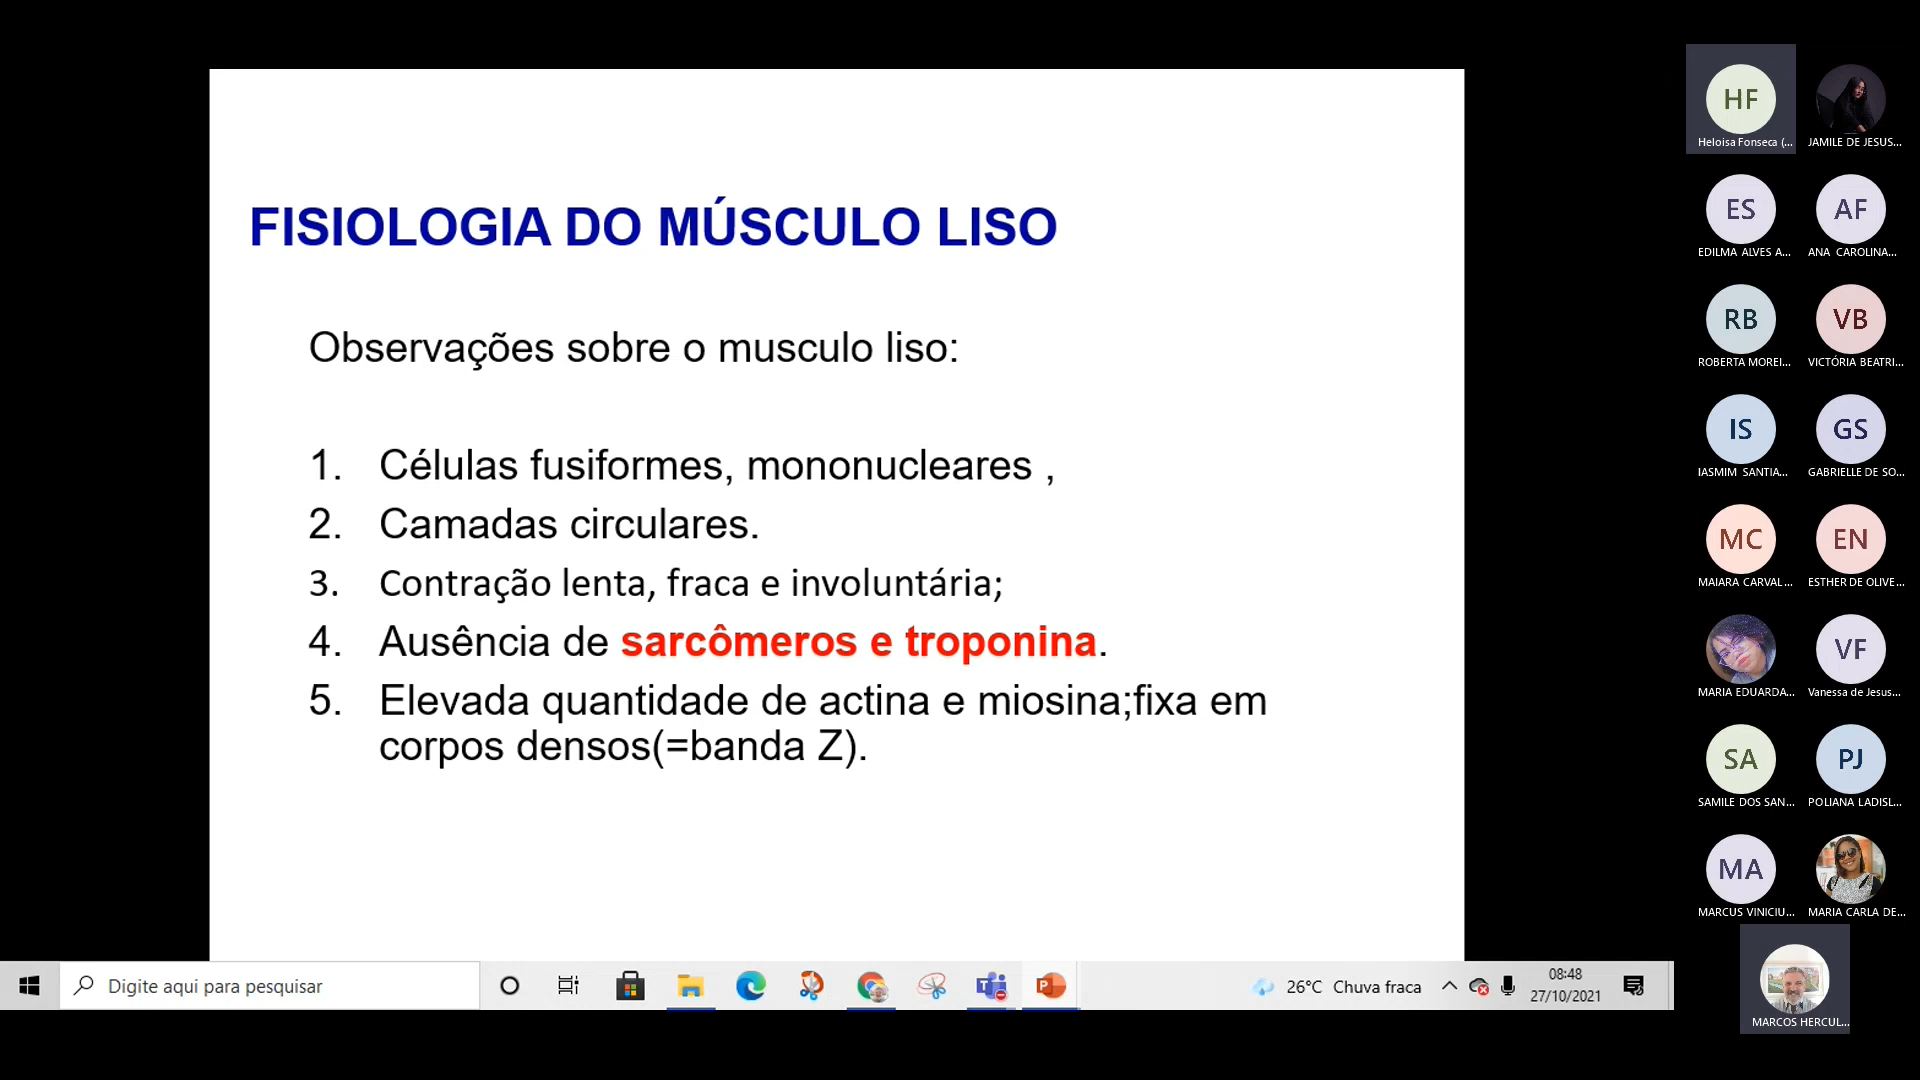 FISIOLOGIA DO MÚSCULO LISO
Observações sobre o musculo liso:
1. Células fusiformes, mononucleares ,
2. Camadas circulares.
3. Contração lenta, fraca e involuntária;
4. Ausência de sarcômeros e troponina.
5. Elevada quantidade de actina e miosina;fixa em
corpos densos(=banda Z).
HF
Heloisa Fonseca (...
JAMILE DE JESUS...
ES
EDILMA ALVES A...
AF
ANA CAROLINA...
RB
ROBERTA MOREI...
VB
VICTÓRIA BEATRI...
IS
IASMIM SANTIA...
GS
GABRIELLE DE SO...
MC
MAIARA CARVAL...
EN
ESTHER DE OLIVE...
MARIA EDUARDA...
VF
Vanessa de Jesus...
SA
SAMILE DOS SAN...
PJ
POLIANA LADISL...
MA
MARCUS VINICIU...
MARIA CARLA DE...
MARCOS HERCUL...
Digite aqui para pesquisar
26°C Chuva fraca
08:48
27/10/2021